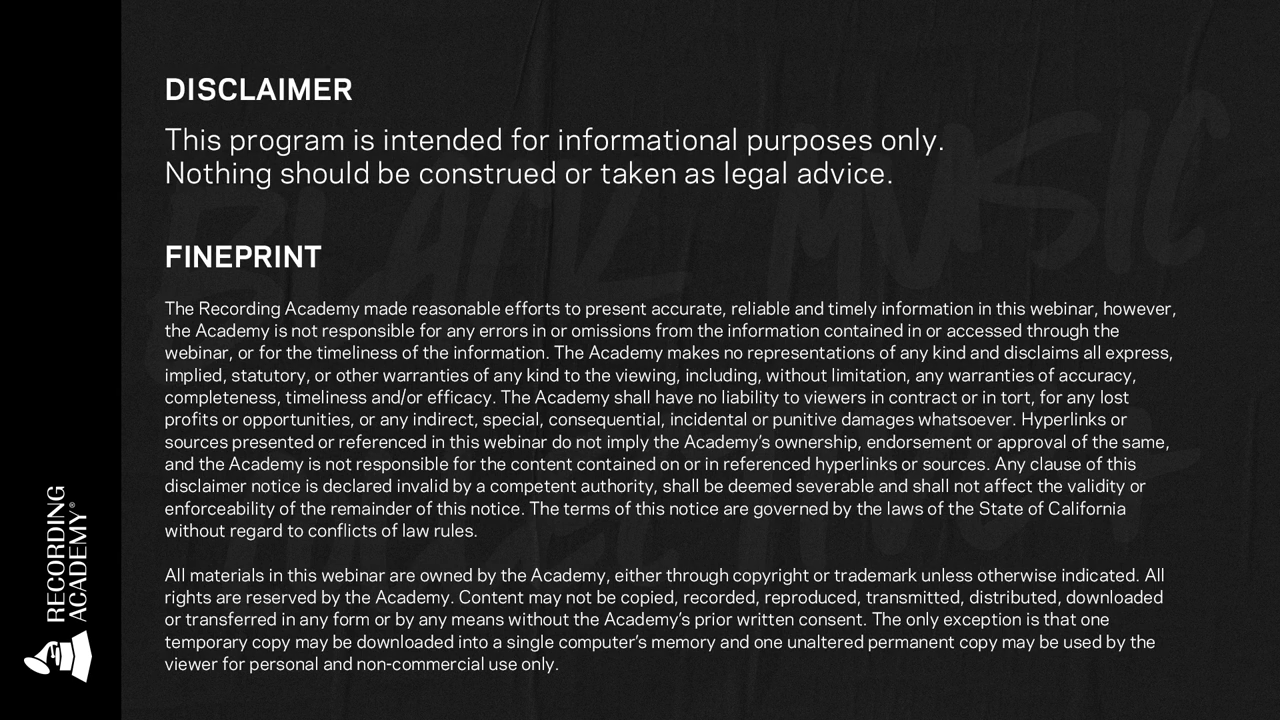 DISCLAIMER
This program is intended for informational purposes only.
Nothing should be construed or taken as legal advice.
FINEPRINT
The Recording Academy made reasonable efforts to present accurate, reliable and timely information in this webinar, however,
the Academy is not responsible for any errors in or omissions from the information contained in or accessed through the
webinar, or for the timeliness of the information. The Academy makes no representations of any kind and disclaims all express,
implied, statutory, or other warranties of any kind to the viewing, including, without limitation, any warranties of accuracy,
completeness, timeliness and/or efficacy. The Academy shall have no liability to viewers in contract or in tort, for any lost
profits or opportunities, or any indirect, special, consequential, incidental or punitive damages whatsoever. Hyperlinks or
sources presented or referenced in this webinar do not imply the Academy's ownership, endorsement or approval of the same,
and the Academy is not responsible for the content contained on or in referenced hyperlinks or sources. Any clause of this
disclaimer notice is declared invalid by a competent authority, shall be deemed severable and shall not affect the validity or
enforceability of the remainder of this notice. The terms of this notice are governed by the laws of the State of California
without regard to conflicts of law rules.
All materials in this webinar are owned by the Academy, either through copyright or trademark unless otherwise indicated. All
rights are reserved by the Academy. Content may not be copied, recorded, reproduced, transmitted, distributed, downloaded
or transferred in any form or by any means without the Academy's prior written consent. The only exception is that one
temporary copy may be downloaded into a single computer's memory and one unaltered permanent copy may be used by the
viewer for personal and non-commercial use only.
RECORDING
ACADEMY®
BLACK MUSIC